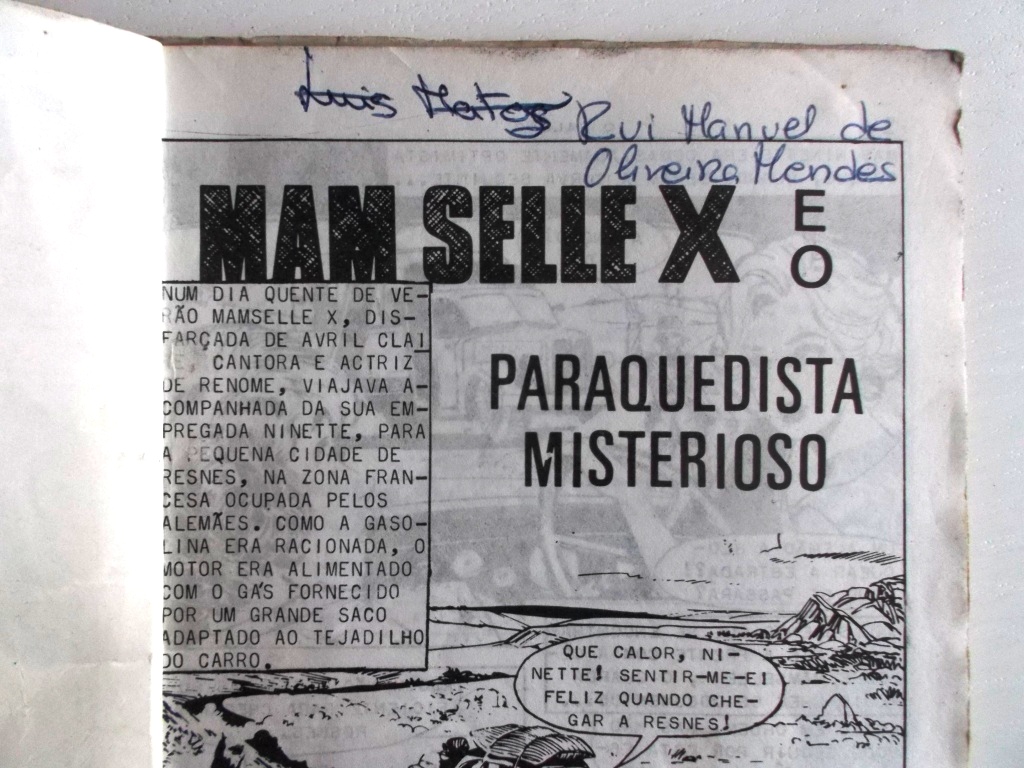 Luis Matos
Rui Manuel de
Oliveira Mendes
MAM SELLE X E O
PARAQUEDISTA
MISTERIOSO
NUM DIA QUENTE DE VE-
RÃO MAMSELLE X, DIS-
FARÇADA DE AVRIL CLAI
CANTORA E ACTRIZ
DE RENOME, VIAJAVA A-
COMPANHADA DA SUA EM-
PREGADA NINETTE, PARA
A PEQUENA CIDADE DE
RESNES, NA ZONA FRAN-
CESA OCUPADA PELOS
ALEMÃES. COMO A GASO-
LINA ERA RACIONADA, O
MOTOR ERA ALIMENTADO
COM O GÁS FORNECIDO
POR UM GRANDE SACO
ADAPTADO AO TEJADILHO
DO CARRO.
QUE CALOR, NI-
NETTE! SENTIR-ME-EI
FELIZ QUANDO CHE-
GAR A RESNES!